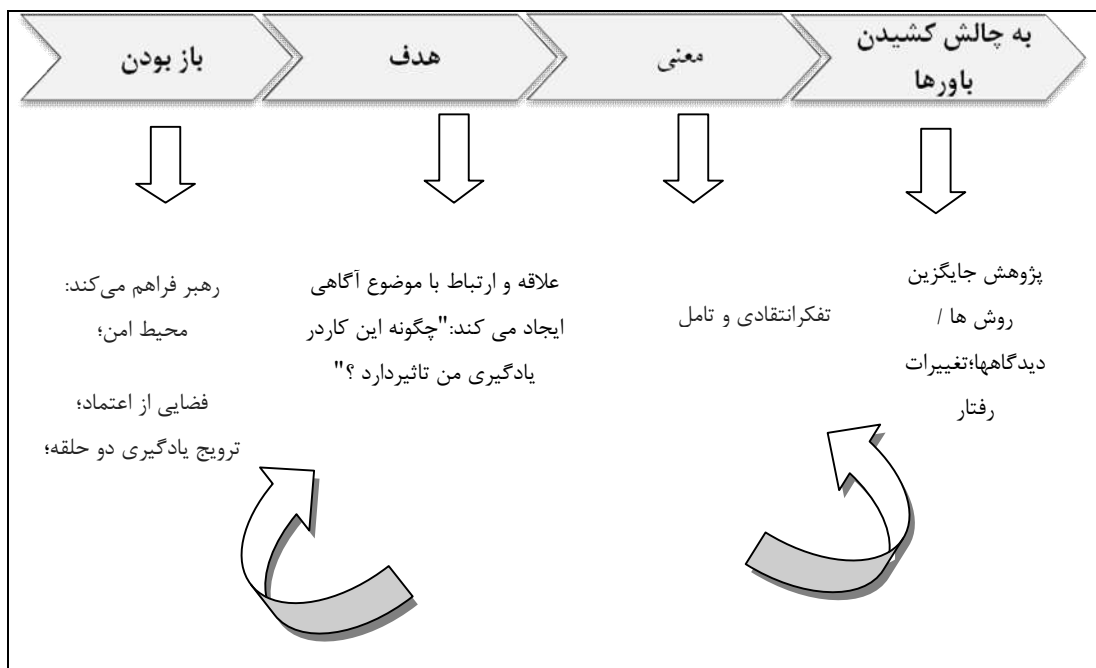 باز بودن
هدف
معنی
به چالش کشیدن
باورها
رهبر فراهم می‌کند:
محیط امن؛
فضایی از اعتماد؛
ترویج یادگیری دو حلقه؛
علاقه و ارتباط با موضوع آگاهی
ایجاد می کند:"چگونه این کاردر
یادگیری من تاثیردارد ؟"
تفکرانتقادی و تامل
پژوهش جایگزین
روش ها /
دیدگاهها؛تغییرات
رفتار